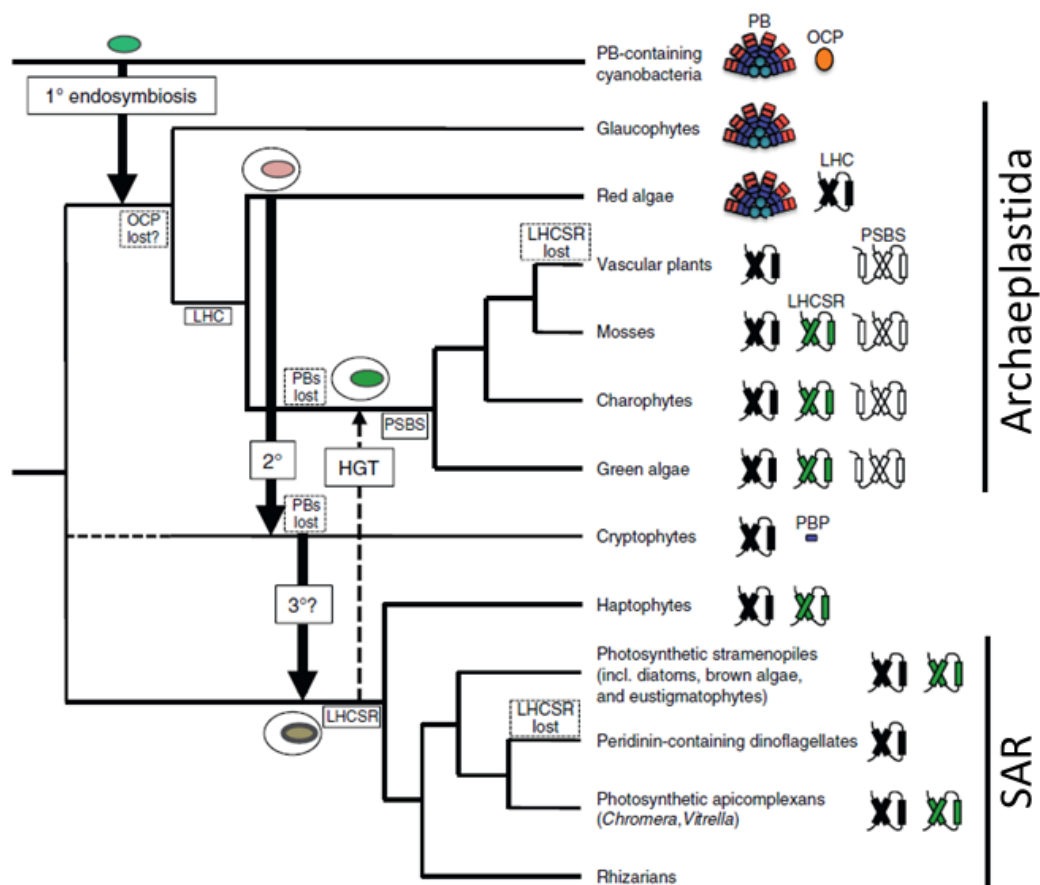 PB
OCP
PB-containing
cyanobacteria
1° endosymbiosis
Glaucophytes
LHC
Red algae
OCP
lost?
LHCSR
lost
PSBS
Vascular plants
LHC
LHCSR
Mosses
PBs
lost
Charophytes
PSBS
2°
HGT
Green algae
PBs
lost
PBP
Cryptophytes
3°?
Haptophytes
Photosynthetic stramenopiles
(incl. diatoms, brown algae,
and eustigmatophytes)
LHCSR
LHCSR
lost
Peridinin-containing dinoflagellates
Photosynthetic apicomplexans
(Chromera,Vitrella)
Rhizarians
Archaeplastida
SAR